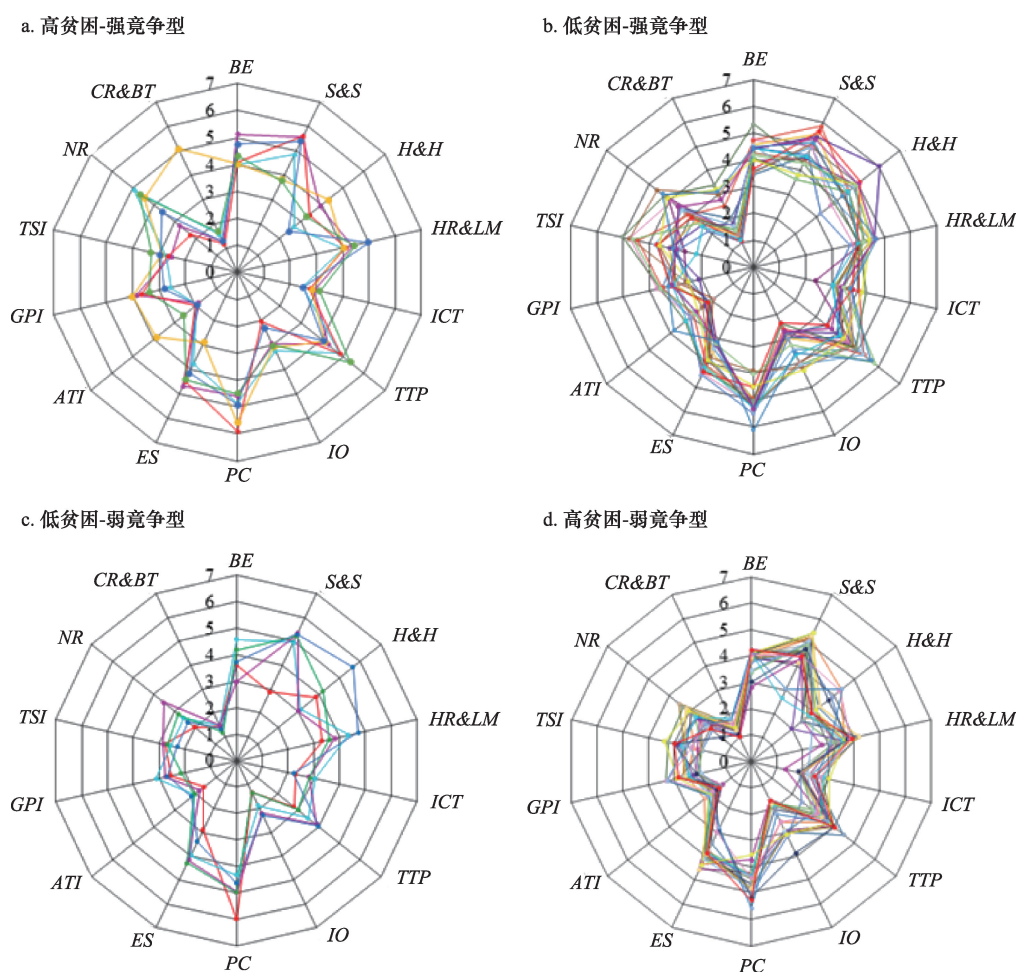 a. 高贫困-强竟争型
BE
S&S
H&H
HR&LM
ICT
TTP
IO
PC
ES
ATI
GPI
TSI
NR
CR&BT
7
6
5
4
3
2
1
0
b. 低贫困-强竟争型
BE
S&S
H&H
HR&LM
ICT
TTP
IO
PC
ES
ATI
GPI
TSI
NR
CR&BT
7
6
5
4
3
2
1
0
c. 低贫困-弱竟争型
BE
S&S
H&H
HR&LM
ICT
TTP
IO
PC
ES
ATI
GPI
TSI
NR
CR&BT
7
6
5
4
3
2
1
0
d. 高贫困-弱竟争型
BE
S&S
H&H
HR&LM
ICT
TTP
IO
PC
ES
ATI
GPI
TSI
NR
CR&BT
7
6
5
4
3
2
1
0